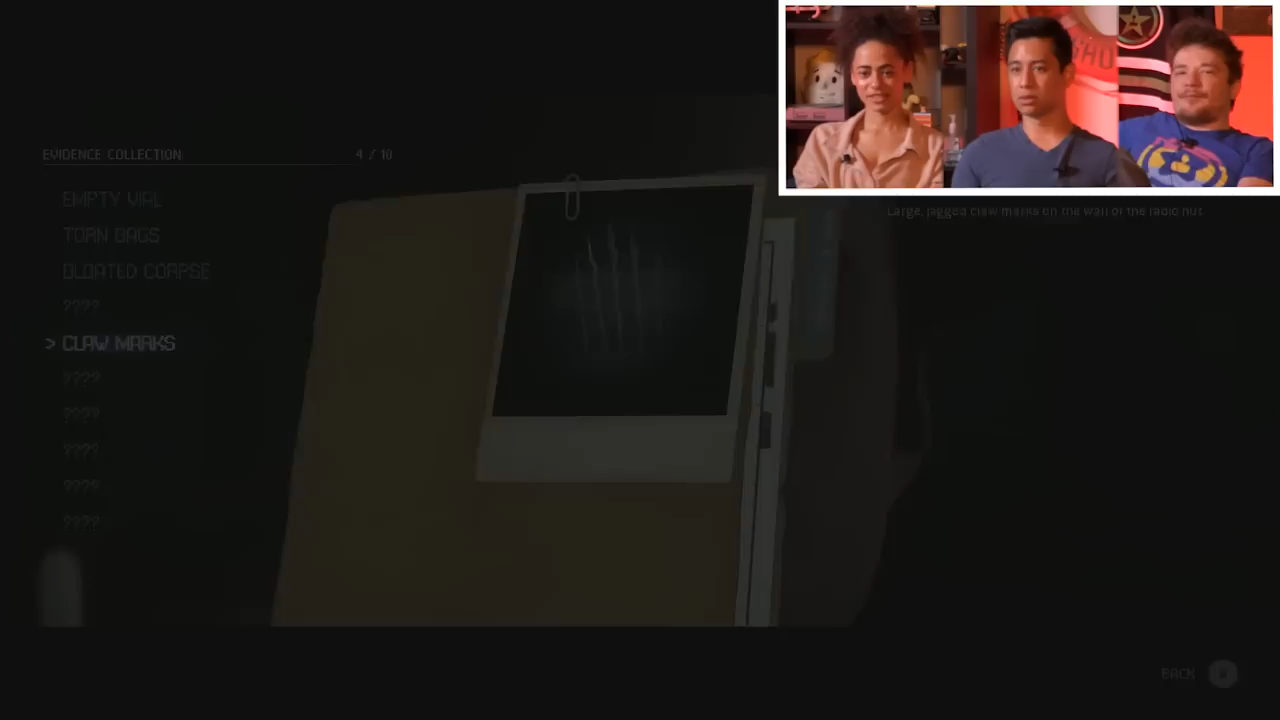 EVIDENCE COLLECTION 4 / 10
EMPTY VIAL
TORN BAGS
BLOATED CORPSE
????
> CLAW MARKS
????
????
????
????
????
Large, jagged claw marks on the wall of the radio hut
BACK